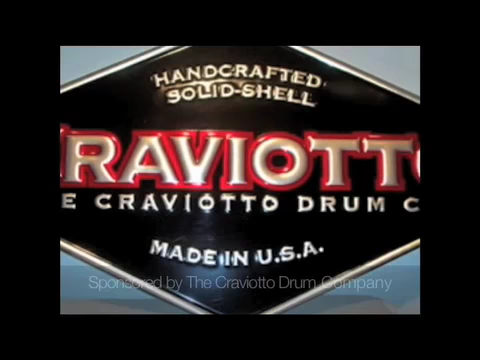 HANDCRAFTED
SOLID-SHELL
RAVIOTT
E CRAVIOTTO DRUM C
MADE IN U.S.A.
Sponsored by The Craviotto Drum Company